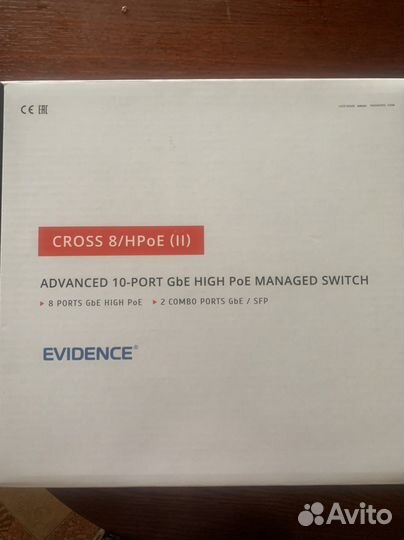 CE EAC
CROSS 8/HPoE (II)
ADVANCED 10-PORT GbE HIGH PoE MANAGED SWITCH
▸ 8 PORTS GbE HIGH PoE ▸ 2 COMBO PORTS GbE / SFP
EVIDENCE®
Avito